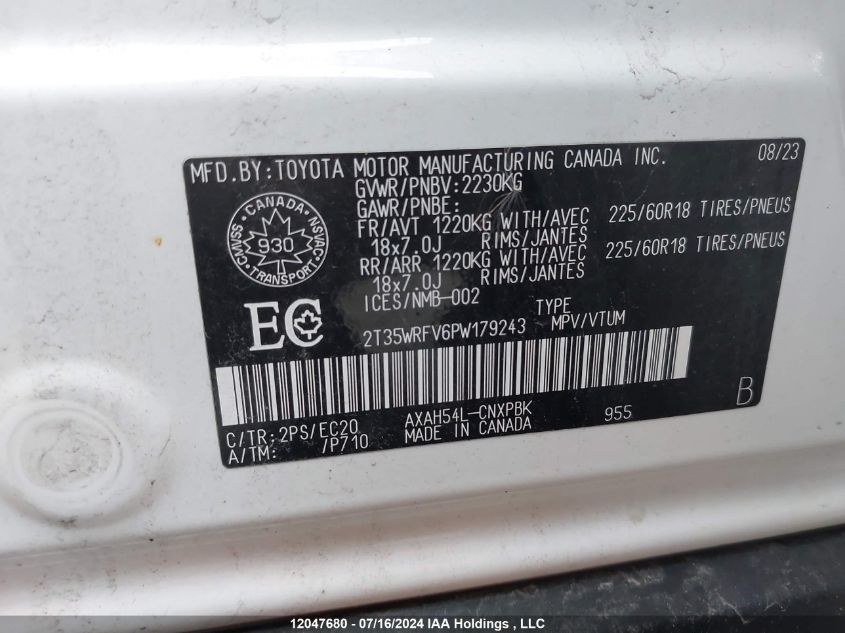 MFD.BY:TOYOTA MOTOR MANUFACTURING CANADA INC. 08/23
GVWR/PNBV:2230KG
GAWR/PNBE:
FR/AVT 1220KG WITH/AVEC 225/60R18 TIRES/PNEUS
18x7.0J RIMS/JANTES
RR/ARR 1220KG WITH/AVEC 225/60R18 TIRES/PNEUS
18x7.0J RIMS/JANTES
ICES/NMB-002
CANADA
CMVSS 930 NSVAC
TRANSPORT
EC
TYPE
2T35WRFV6PW179243 MPV/VTUM
C/TR:2PS/EC20 AXAH54L-CNXPBK 955 B
A/TM: /P710 MADE IN CANADA
12047680 - 07/16/2024 IAA Holdings , LLC